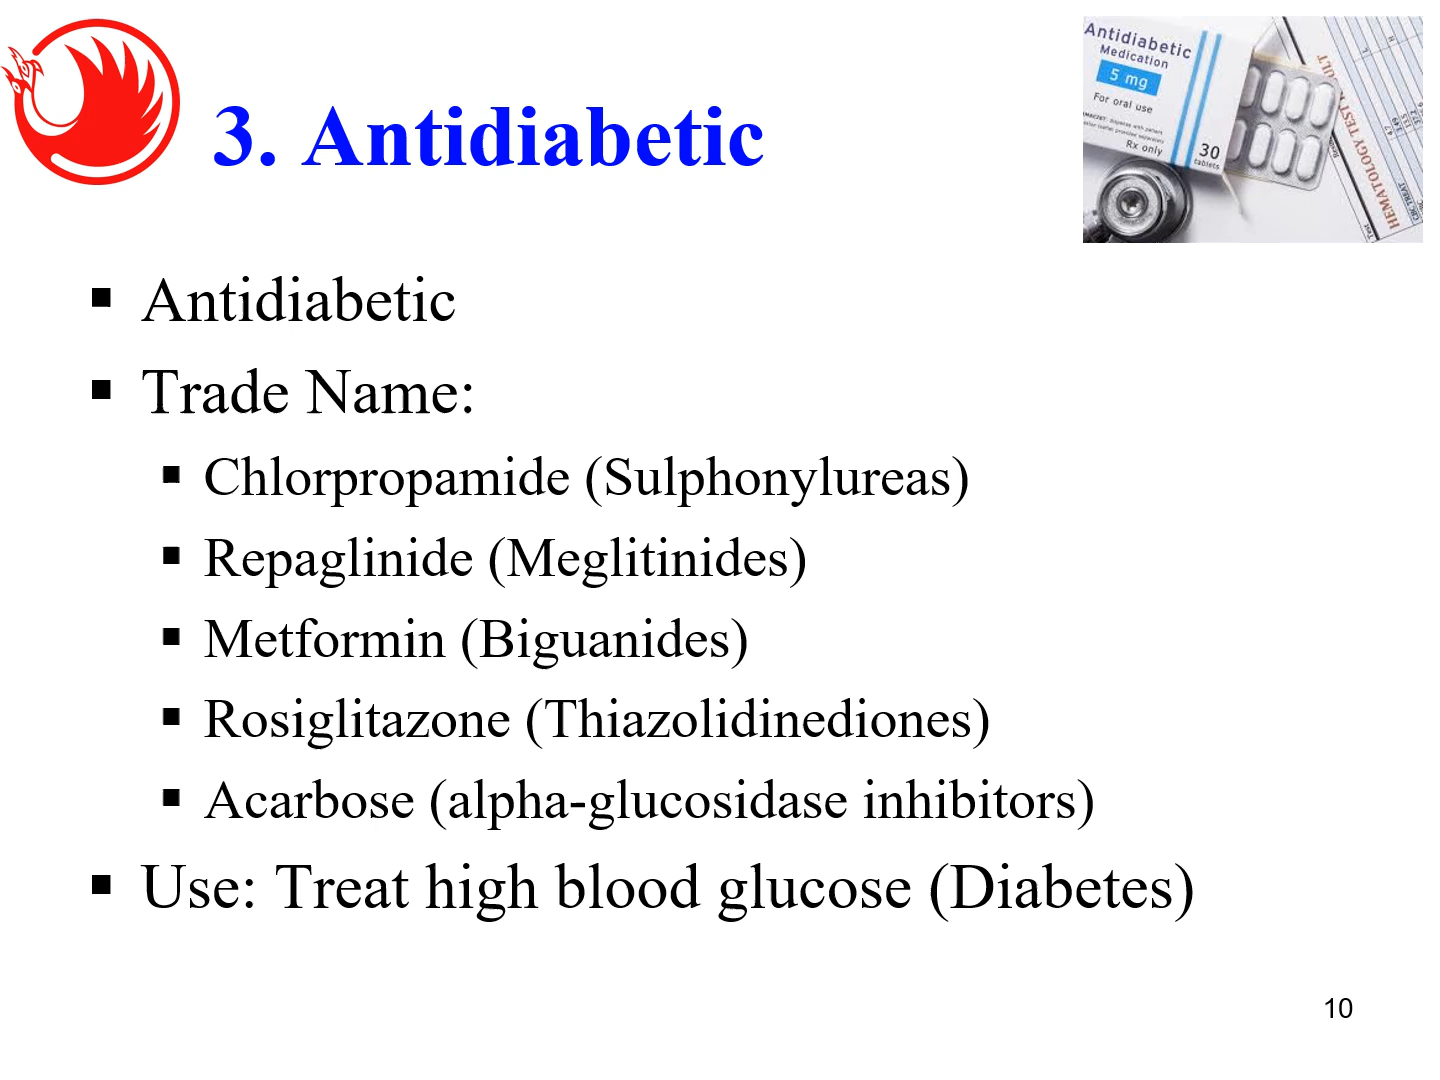 3. Antidiabetic
Antidiabetic
Medication
5 mg
For oral use
Rx only
30
tablets
HEMATOLOGY TEST
▪ Antidiabetic
▪ Trade Name:
▪ Chlorpropamide (Sulphonylureas)
▪ Repaglinide (Meglitinides)
▪ Metformin (Biguanides)
▪ Rosiglitazone (Thiazolidinediones)
▪ Acarbose (alpha-glucosidase inhibitors)
▪ Use: Treat high blood glucose (Diabetes)
10